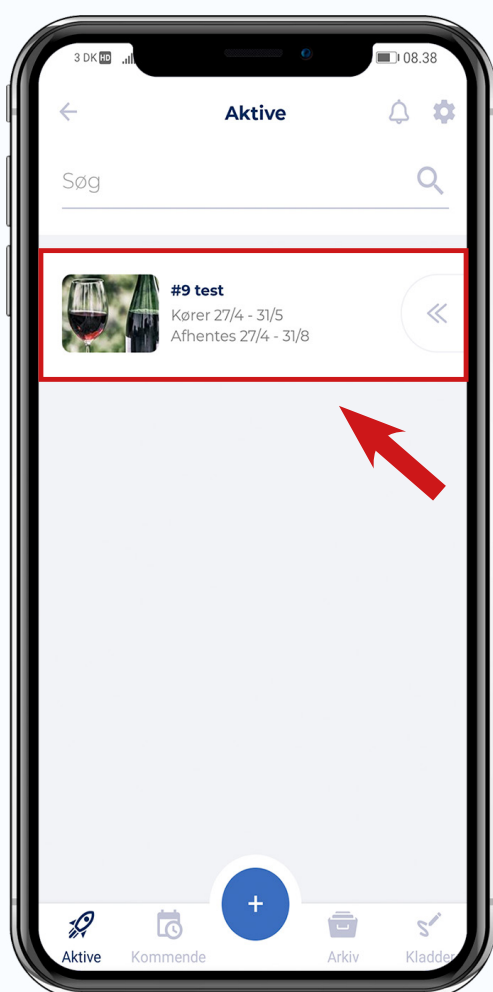 3 DK HD
08.38
Aktive
Søg
#9 test
Kører 27/4 - 31/5
Afhentes 27/4 - 31/8
+
Aktive
Kommende
Arkiv
Kladder